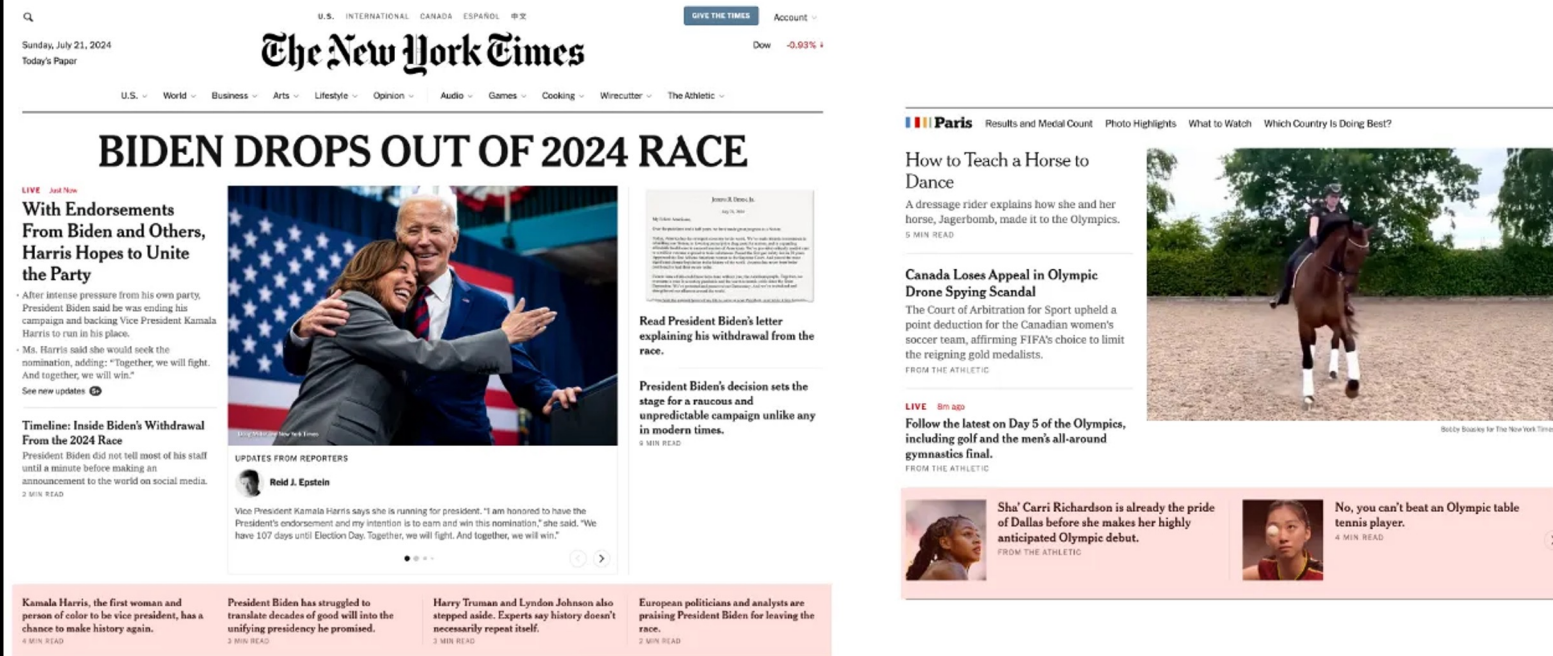 U.S. INTERNATIONAL CANADA ESPAÑOL 中文
GIVE THE TIMES
Account
Sunday, July 21, 2024
Today's Paper
The New York Times
Dow -0.93%
U.S. World Business Arts Lifestyle Opinion Audio Games Cooking Wirecutter The Athletic
BIDEN DROPS OUT OF 2024 RACE
LIVE Just Now
With Endorsements
From Biden and Others,
Harris Hopes to Unite
the Party
• After intense pressure from his own party,
President Biden said he was ending his
campaign and backing Vice President Kamala
Harris to run in his place.
• Ms. Harris said she would seek the
nomination, adding: “Together, we will fight.
And together, we will win.”
See new updates
Timeline: Inside Biden's Withdrawal
From the 2024 Race
President Biden did not tell most of his staff
until a minute before making an
announcement to the world on social media.
2 MIN READ
UPDATES FROM REPORTERS
Reid J. Epstein
Vice President Kamala Harris says she is running for president. “I am honored to have the
President's endorsement and my intention is to earn and win this nomination,” she said. “We
have 107 days until Election Day. Together, we will fight. And together, we will win.”
Read President Biden's letter
explaining his withdrawal from the
race.
President Biden's decision sets the
stage for a raucous and
unpredictable campaign unlike any
in modern times.
9 MIN READ
Kamala Harris, the first woman and
person of color to be vice president, has a
chance to make history again.
4 MIN READ
President Biden has struggled to
translate decades of good will into the
unifying presidency he promised.
3 MIN READ
Harry Truman and Lyndon Johnson also
stepped aside. Experts say history doesn't
necessarily repeat itself.
3 MIN READ
European politicians and analysts are
praising President Biden for leaving the
race.
2 MIN READ
Paris Results and Medal Count Photo Highlights What to Watch Which Country Is Doing Best?
How to Teach a Horse to
Dance
A dressage rider explains how she and her
horse, Jagerbomb, made it to the Olympics.
5 MIN READ
Canada Loses Appeal in Olympic
Drone Spying Scandal
The Court of Arbitration for Sport upheld a
point deduction for the Canadian women's
soccer team, affirming FIFA's choice to limit
the reigning gold medalists.
FROM THE ATHLETIC
LIVE 8m ago
Follow the latest on Day 5 of the Olympics,
including golf and the men's all-around
gymnastics final.
FROM THE ATHLETIC
Beasley for The New York Times
Sha' Carri Richardson is already the pride
of Dallas before she makes her highly
anticipated Olympic debut.
FROM THE ATHLETIC
No, you can't beat an Olympic table
tennis player.
4 MIN READ